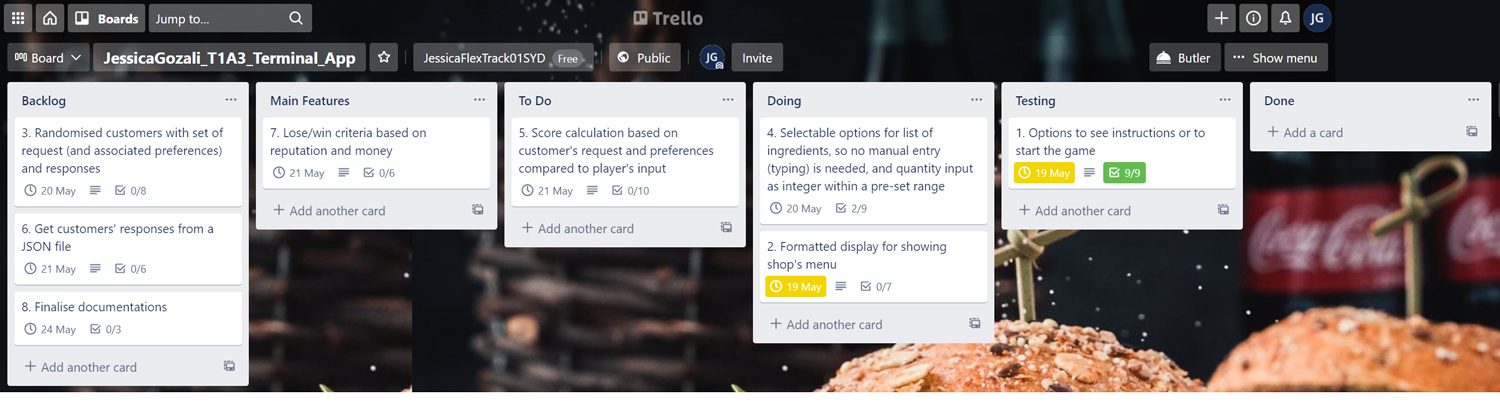 Boards
Jump to...
Trello
JG
Board
JessicaGozali_T1A3_Terminal_App
JessicaFlexTrack01SYD
Free
Public
JG
Invite
Butler
Show menu
Backlog
3. Randomised customers with set of
request (and associated preferences)
and responses
20 May
0/8
6. Get customers' responses from a
JSON file
21 May
0/6
8. Finalise documentations
24 May
0/3
Add another card
Main Features
7. Lose/win criteria based on
reputation and money
21 May
0/6
Add another card
To Do
5. Score calculation based on
customer's request and preferences
compared to player's input
21 May
0/10
Add another card
Doing
4. Selectable options for list of
ingredients, so no manual entry
(typing) is needed, and quantity input
as integer within a pre-set range
20 May
2/9
2. Formatted display for showing
shop's menu
19 May
0/7
Add another card
Testing
1. Options to see instructions or to
start the game
19 May
9/9
Add another card
Done
Add a card
Coca-Cola